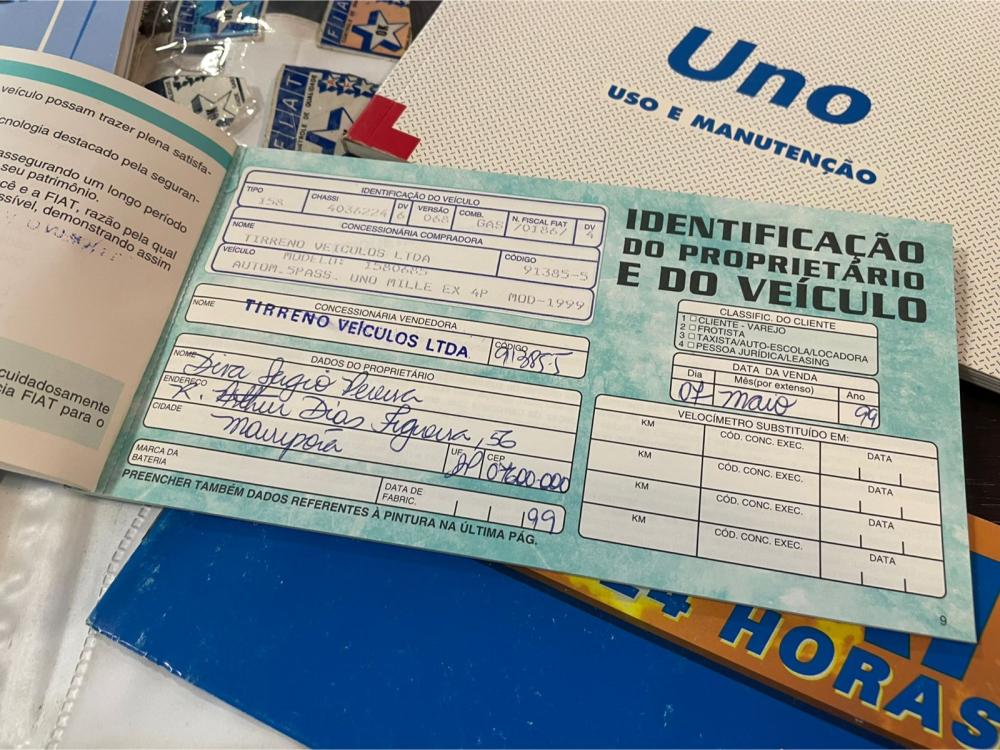 FIAT
OK
Uno
USO E MANUTENÇÃO
veículo possam trazer plena satisfa-
cnologia destacado pela seguran-
assegurando um longo período
seu patrimônio.
cê e a FIAT, razão pela qual
ssível, demonstrando assim
cuidadosamente
cia FIAT para o
IDENTIFICAÇÃO DO VEÍCULO
TIPO CHASSI DV VERSÃO COMB. N. FISCAL FIAT DV
158 4036224 6 068 GAS 701867 4
NOME CONCESSIONÁRIA COMPRADORA
TIRRENO VEICULOS LTDA
CÓDIGO
91385-5
VEÍCULO
MODELO:
AUTOM.SPASS. UNO MILLE EX 4P MOD-1999
NOME CONCESSIONÁRIA VENDEDORA
TIRRENO VEÍCULOS LTDA.
CÓDIGO
91385-5
DADOS DO PROPRIETÁRIO
NOME
Pereira
ENDEREÇO
R. Arthur Dias Figueira, 56
CIDADE
Mairiporã
UF
SP
CEP
07600-000
MARCA DA
BATERIA
DATA DE
FABRIC.
99
PREENCHER TAMBÉM DADOS REFERENTES À PINTURA NA ÚLTIMA PÁG.
IDENTIFICAÇÃO
DO PROPRIETÁRIO
E DO VEÍCULO
CLASSIFIC. DO CLIENTE
1 CLIENTE - VAREJO
2 FROTISTA
3 TAXISTA/AUTO-ESCOLA/LOCADORA
4 PESSOA JURÍDICA/LEASING
DATA DA VENDA
Dia Mês(por extenso) Ano
07 maio 99
VELOCÍMETRO SUBSTITUÍDO EM:
KM CÓD. CONC. EXEC. DATA
KM CÓD. CONC. EXEC. DATA
KM CÓD. CONC. EXEC. DATA
KM CÓD. CONC. EXEC. DATA
9
24 HORAS